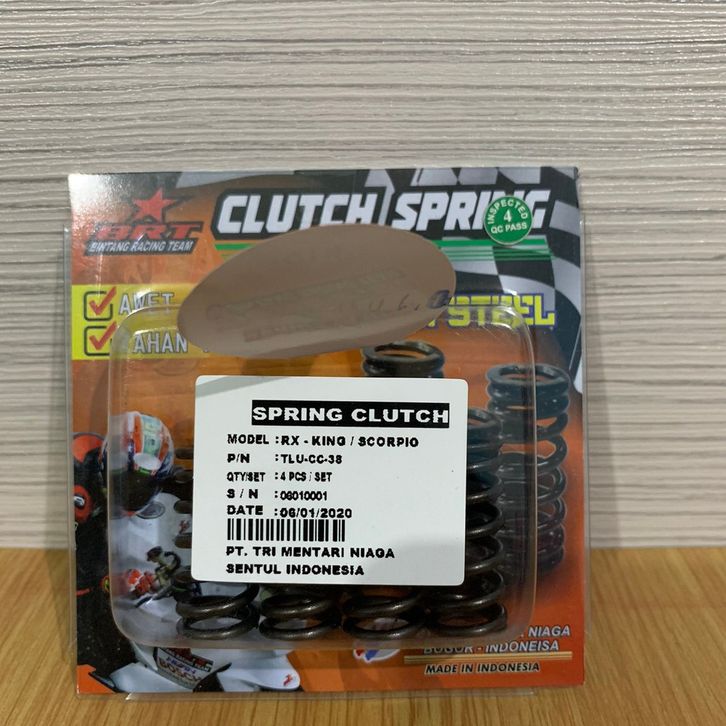 BRT
BINTANG RACING TEAM
CLUTCH SPRING
INSPECTED
4
QC PASS
AWET
STEEL
SPRING CLUTCH
MODEL : RX - KING / SCORPIO
P/N : TLU-CC-38
QTY/SET : 4 PCS / SET
S / N : 06010001
DATE : 06/01/2020
PT. TRI MENTARI NIAGA
SENTUL INDONESIA
NIAGA
BOGOR - INDONEISA
MADE IN INDONESIA
BOSCH